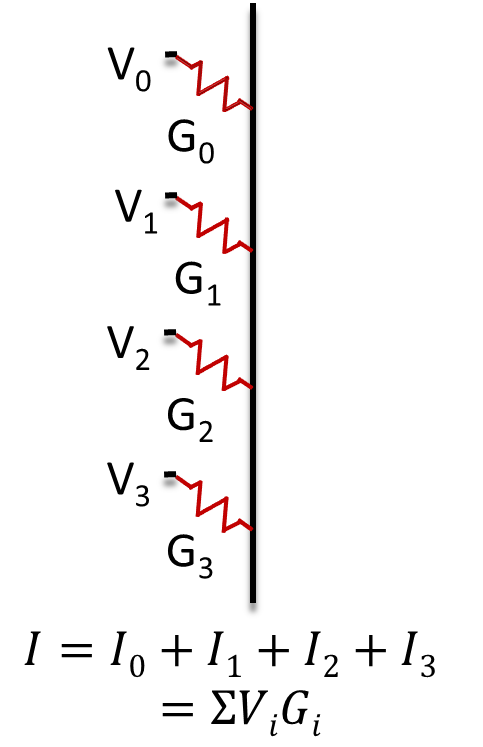 V₀
G₀
V₁
G₁
V₂
G₂
V₃
G₃
I = I₀ + I₁ + I₂ + I₃
= ΣVᵢGᵢ